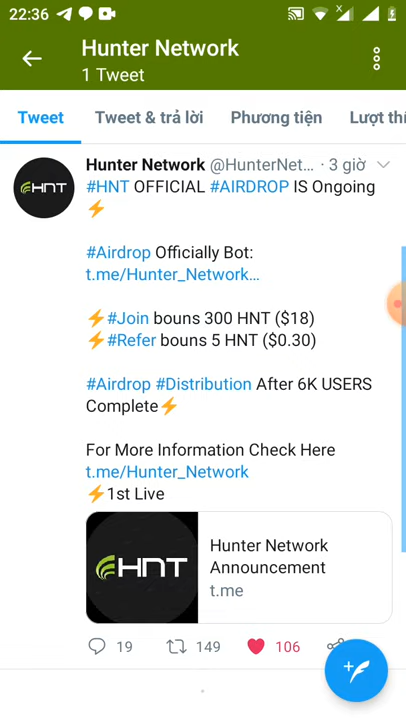 22:36
Hunter Network
1 Tweet
Tweet
Tweet & trả lời
Phương tiện
Lượt thí
Hunter Network @HunterNet... · 3 giờ
#HNT OFFICIAL #AIRDROP IS Ongoing
⚡
#Airdrop Officially Bot:
t.me/Hunter_Network...
⚡#Join bouns 300 HNT ($18)
⚡#Refer bouns 5 HNT ($0.30)
#Airdrop #Distribution After 6K USERS
Complete⚡
For More Information Check Here
t.me/Hunter_Network
⚡1st Live
HNT
HNT
Hunter Network
Announcement
t.me
19
149
106